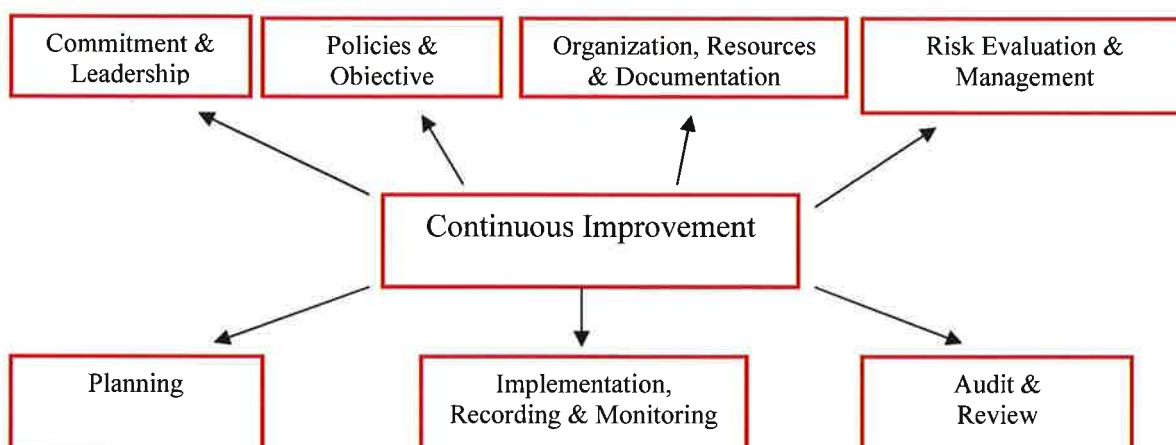 Commitment &
Leadership
Policies &
Objective
Organization, Resources
& Documentation
Risk Evaluation &
Management
Continuous Improvement
Planning
Implementation,
Recording & Monitoring
Audit &
Review